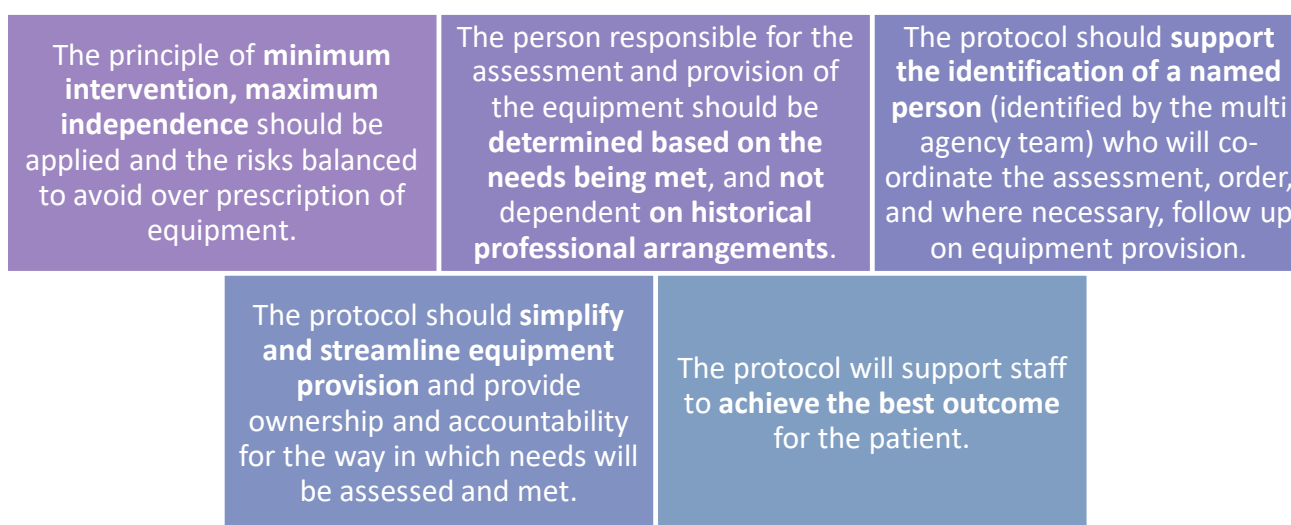 The principle of minimum
intervention, maximum
independence should be
applied and the risks balanced
to avoid over prescription of
equipment.
The person responsible for the
assessment and provision of
the equipment should be
determined based on the
needs being met, and not
dependent on historical
professional arrangements.
The protocol should support
the identification of a named
person (identified by the multi
agency team) who will co-
ordinate the assessment, order,
and where necessary, follow up
on equipment provision.
The protocol should simplify
and streamline equipment
provision and provide
ownership and accountability
for the way in which needs will
be assessed and met.
The protocol will support staff
to achieve the best outcome
for the patient.